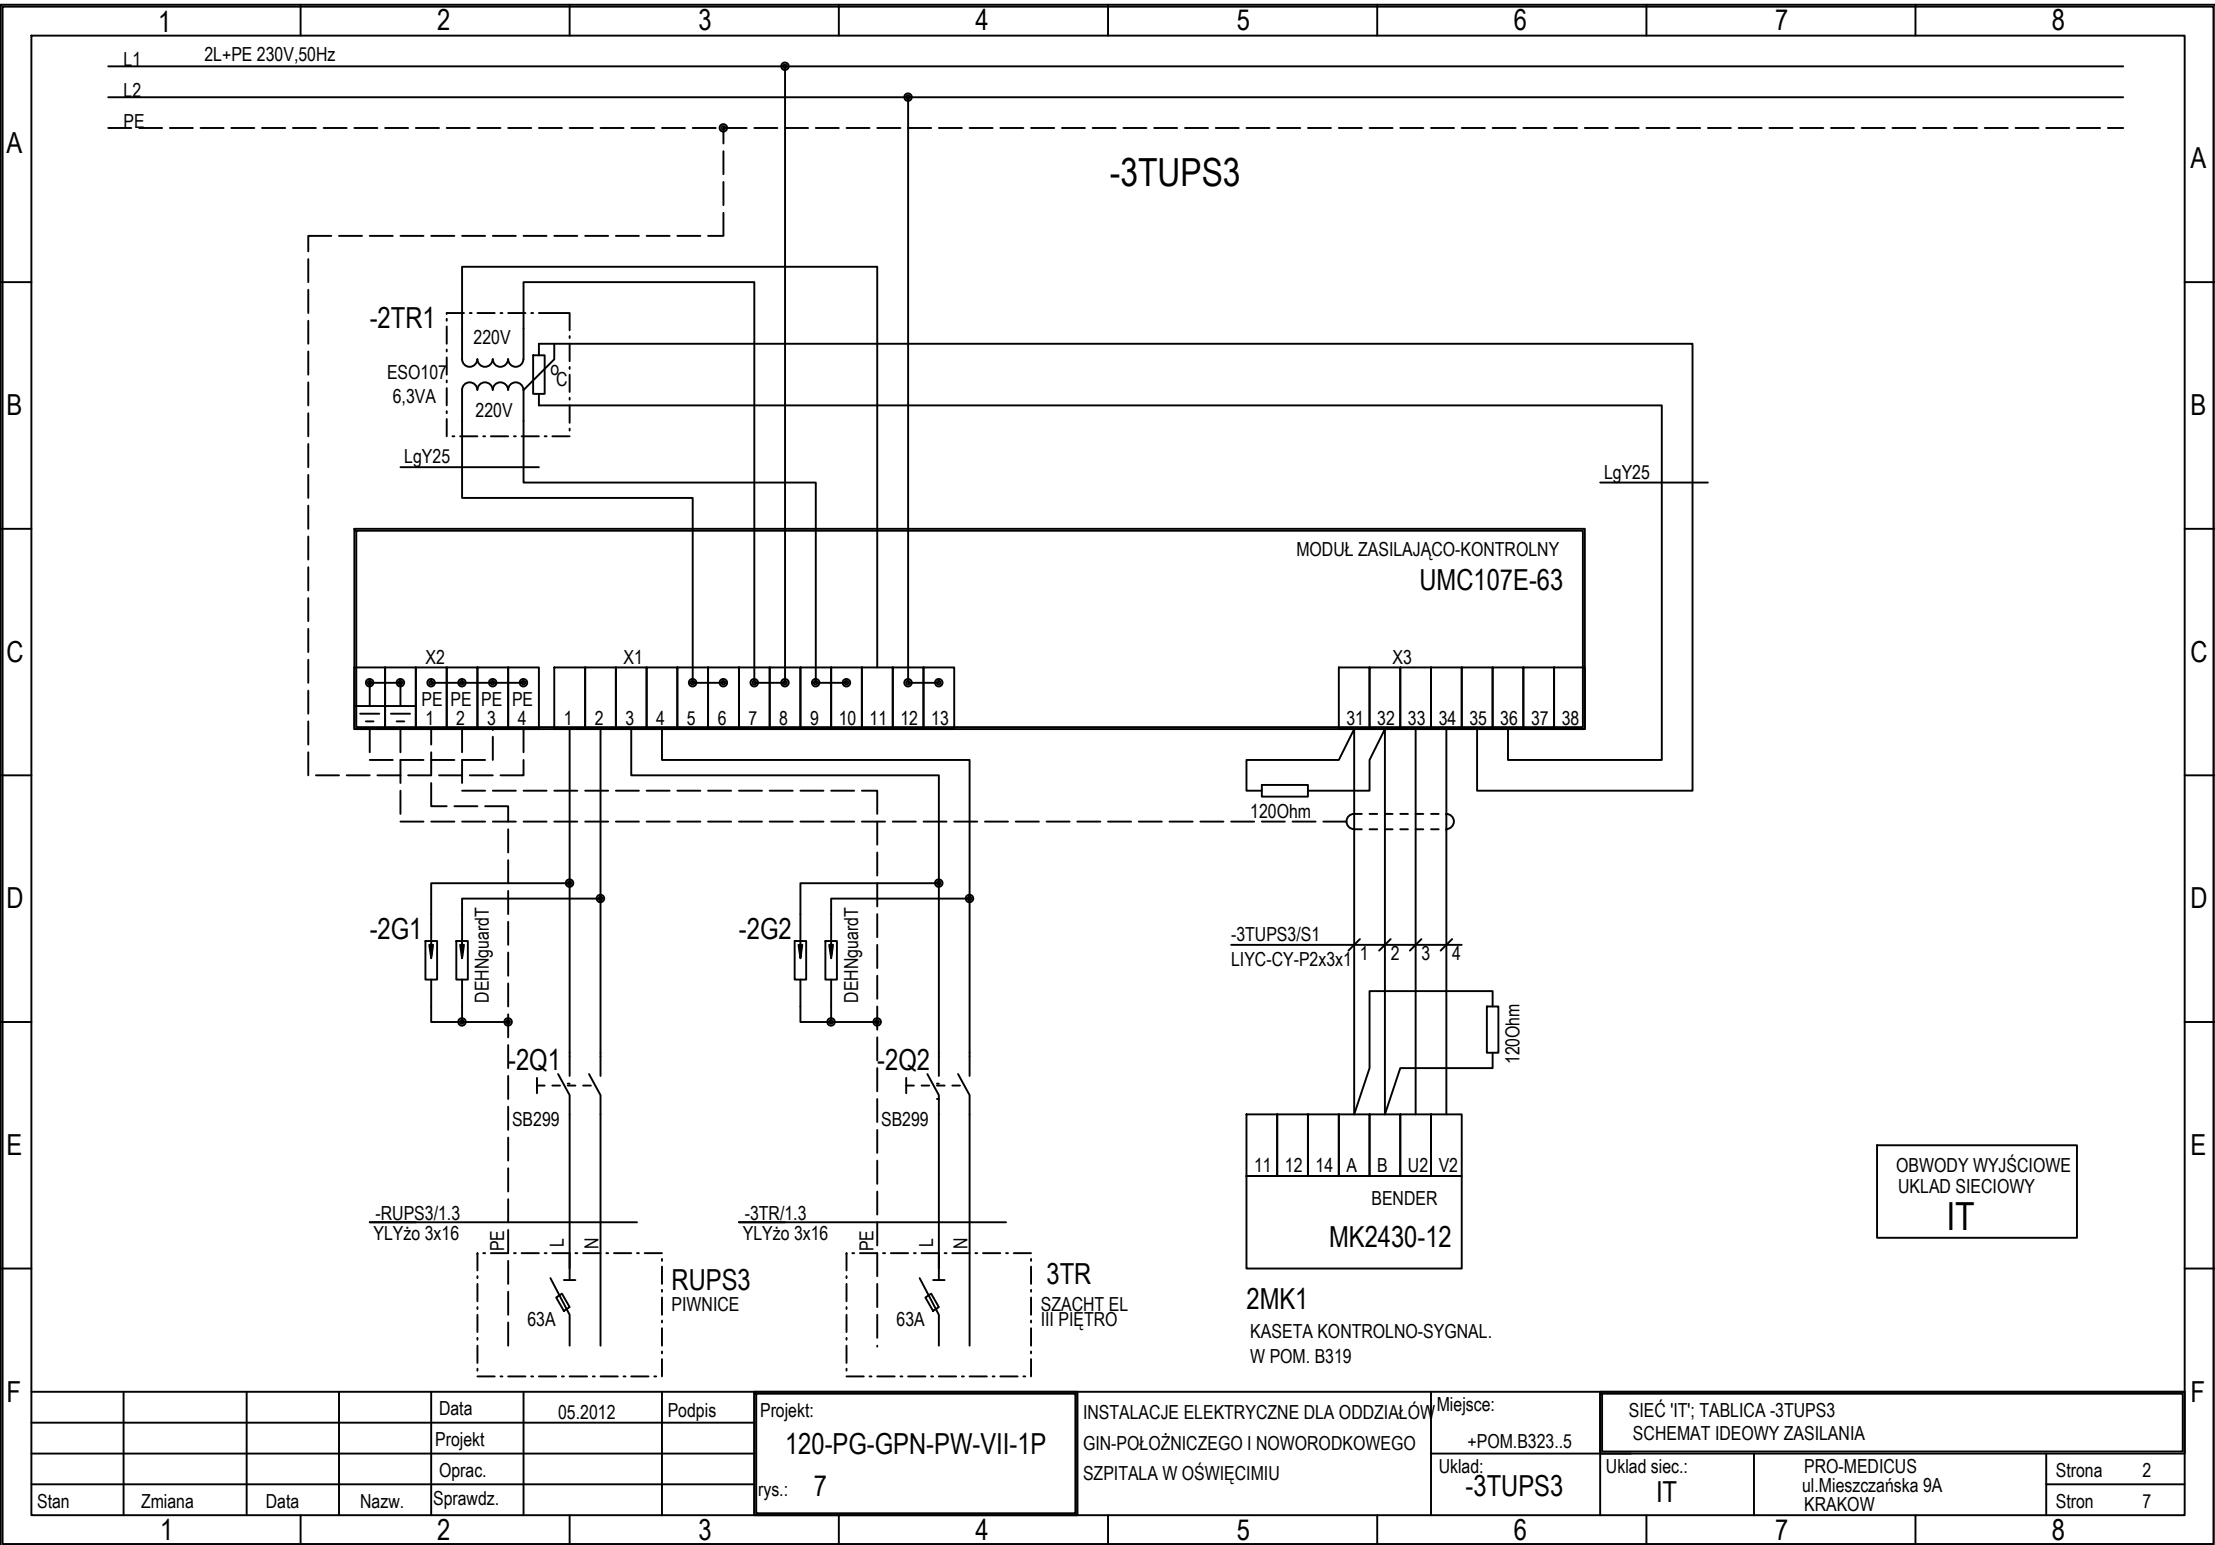 1 2 3 4 5 6 7 8
L1 2L+PE 230V,50Hz
L2
PE
A A
-3TUPS3
-2TR1
220V
ESO107
6,3VA
°C
220V
B B
LgY25
LgY25
MODUŁ ZASILAJĄCO-KONTROLNY
UMC107E-63
C C
X2 X1 X3
PE PE PE PE
1 2 3 4 1 2 3 4 5 6 7 8 9 10 11 12 13 31 32 33 34 35 36 37 38
120Ohm
D D
-2G1
DEHNguardT
-2G2
DEHNguardT
-3TUPS3/S1
LIYC-CY-P2x3x1
1 2 3 4
120Ohm
-2Q1
SB299
-2Q2
SB299
E E
11 12 14 A B U2 V2
BENDER
MK2430-12
OBWODY WYJŚCIOWE
UKLAD SIECIOWY
IT
-RUPS3/1.3
YLYżo 3x16
PE L N
-3TR/1.3
YLYżo 3x16
PE L N
RUPS3
PIWNICE
63A
3TR
SZACHT EL
III PIĘTRO
63A
2MK1
KASETA KONTROLNO-SYGNAL.
W POM. B319
F F
Data 05.2012 Podpis
Projekt
Oprac.
Stan Zmiana Data Nazw. Sprawdz.
Projekt:
120-PG-GPN-PW-VII-1P
rys.: 7
INSTALACJE ELEKTRYCZNE DLA ODDZIAŁÓW
GIN-POŁOŻNICZEGO I NOWORODKOWEGO
SZPITALA W OŚWIĘCIMIU
Miejsce:
+POM.B323..5
Uklad:
-3TUPS3
SIEĆ 'IT'; TABLICA -3TUPS3
SCHEMAT IDEOWY ZASILANIA
Uklad siec.:
IT
PRO-MEDICUS
ul.Mieszczańska 9A
KRAKOW
Strona 2
Stron 7
1 2 3 4 5 6 7 8